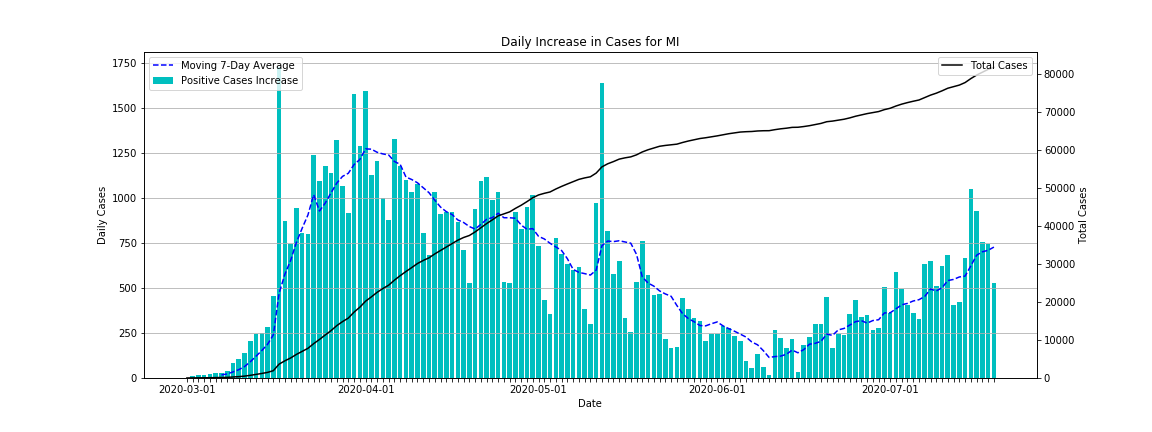 Daily Increase in Cases for MI
Moving 7-Day Average
Positive Cases Increase
Total Cases
Daily Cases
1750
1500
1250
1000
750
500
250
0
80000
70000
60000
50000
40000
30000
20000
10000
0
Total Cases
2020-03-01 2020-04-01 2020-05-01 2020-06-01 2020-07-01
Date